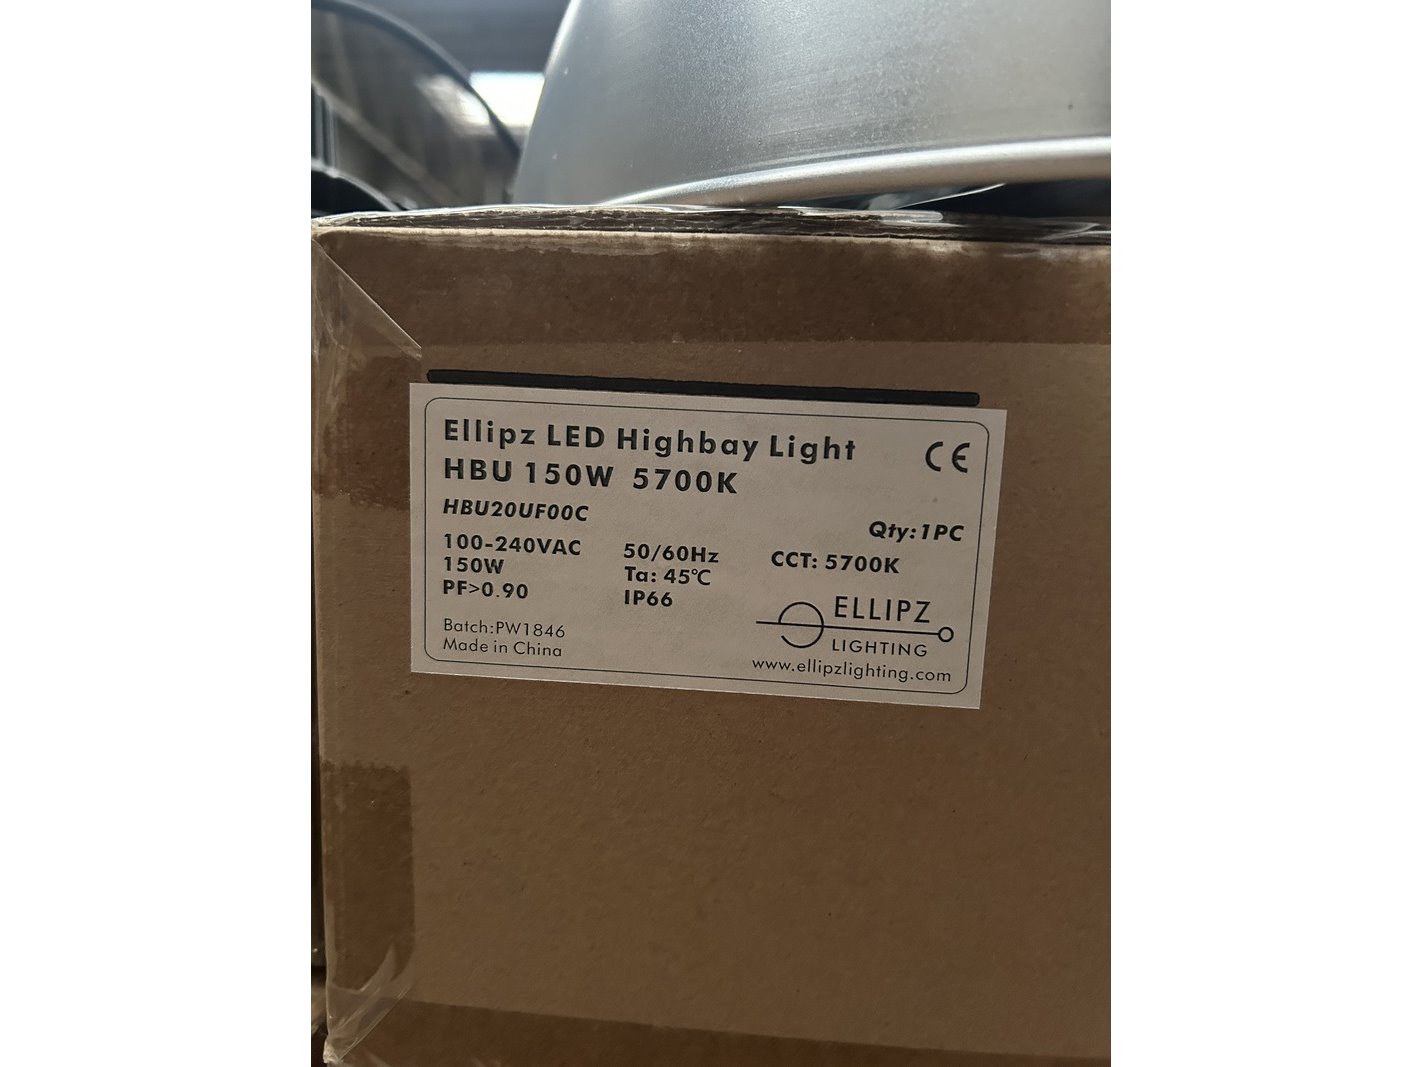 Ellipz LED Highbay Light
CE
HBU 150W 5700K
HBU20UF00C
Qty:1PC
100-240VAC 50/60Hz CCT: 5700K
150W Ta: 45℃
PF>0.90 IP66
ELLIPZ
LIGHTING
Batch:PW1846
Made in China
www.ellipzlighting.com